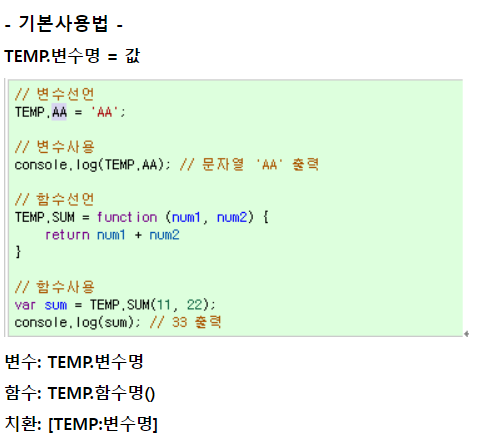 - 기본사용법 -
TEMP.변수명 = 값
// 변수선언
TEMP.AA = 'AA';
// 변수사용
console.log(TEMP.AA); // 문자열 'AA' 출력
// 함수선언
TEMP.SUM = function (num1, num2) {
return num1 + num2
}
// 함수사용
var sum = TEMP.SUM(11, 22);
console.log(sum); // 33 출력
변수: TEMP.변수명
함수: TEMP.함수명()
치환: [TEMP:변수명]